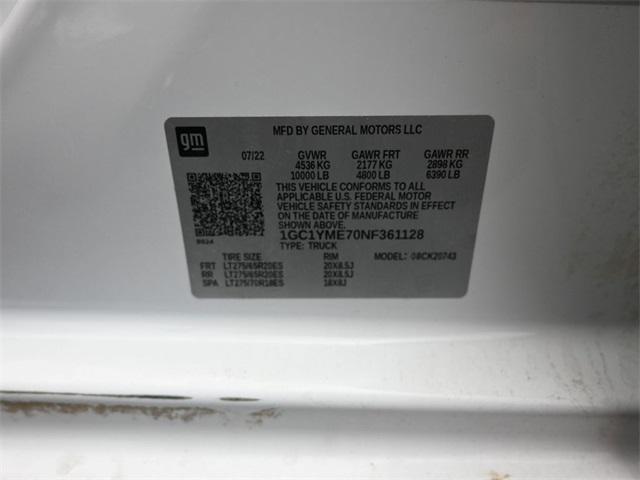 gm
MFD BY GENERAL MOTORS LLC
07/22 GVWR GAWR FRT GAWR RR
4536 KG 2177 KG 2898 KG
10000 LB 4800 LB 6390 LB
THIS VEHICLE CONFORMS TO ALL
APPLICABLE U.S. FEDERAL MOTOR
VEHICLE SAFETY STANDARDS IN EFFECT
ON THE DATE OF MANUFACTURE
1GC1YME70NF361128
TYPE: TRUCK
MODEL: 08CK20743
TIRE SIZE RIM
FRT LT275/65R20ES 20X8.5J
RR LT275/65R20ES 20X8.5J
SPA LT275/70R18ES 18X8J